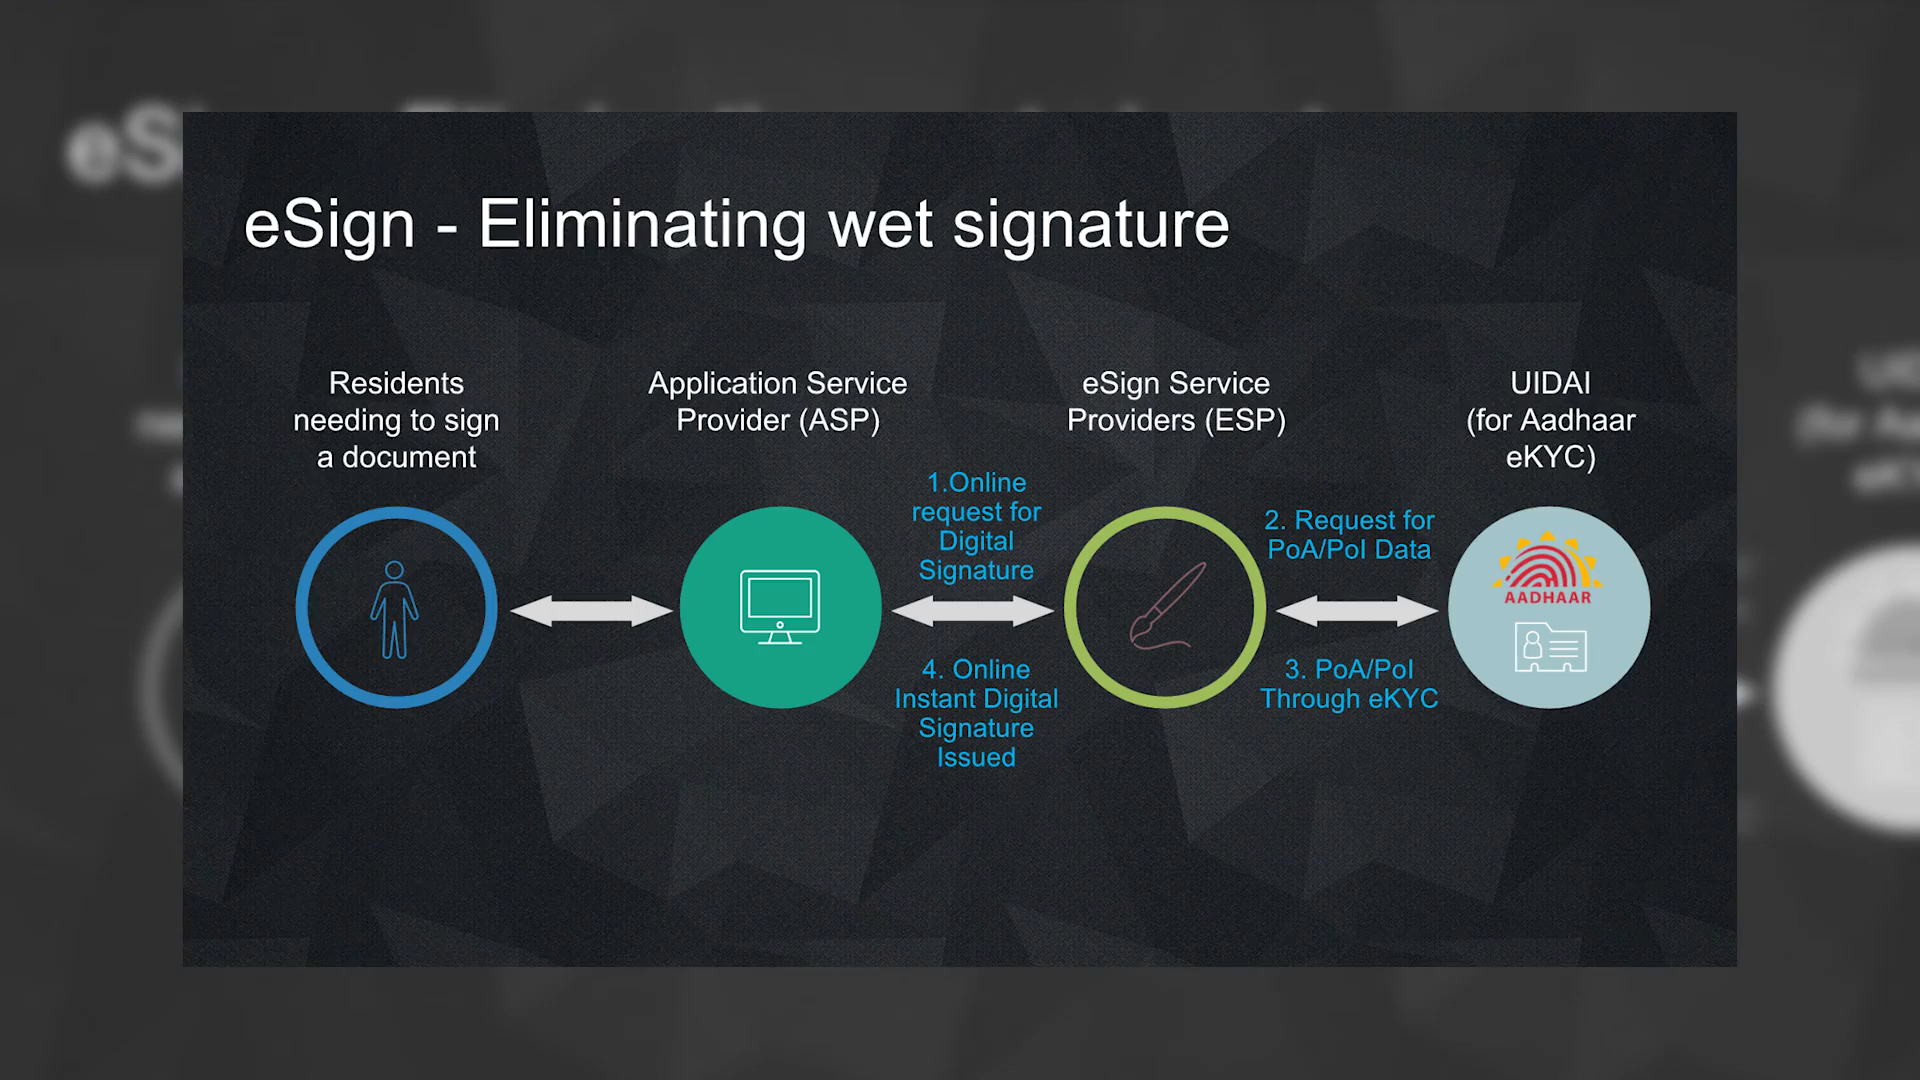 eSign - Eliminating wet signature
Residents
needing to sign
a document
Application Service
Provider (ASP)
eSign Service
Providers (ESP)
UIDAI
(for Aadhaar
eKYC)
1.Online
request for
Digital
Signature
2. Request for
PoA/PoI Data
AADHAAR
4. Online
Instant Digital
Signature
Issued
3. PoA/PoI
Through eKYC